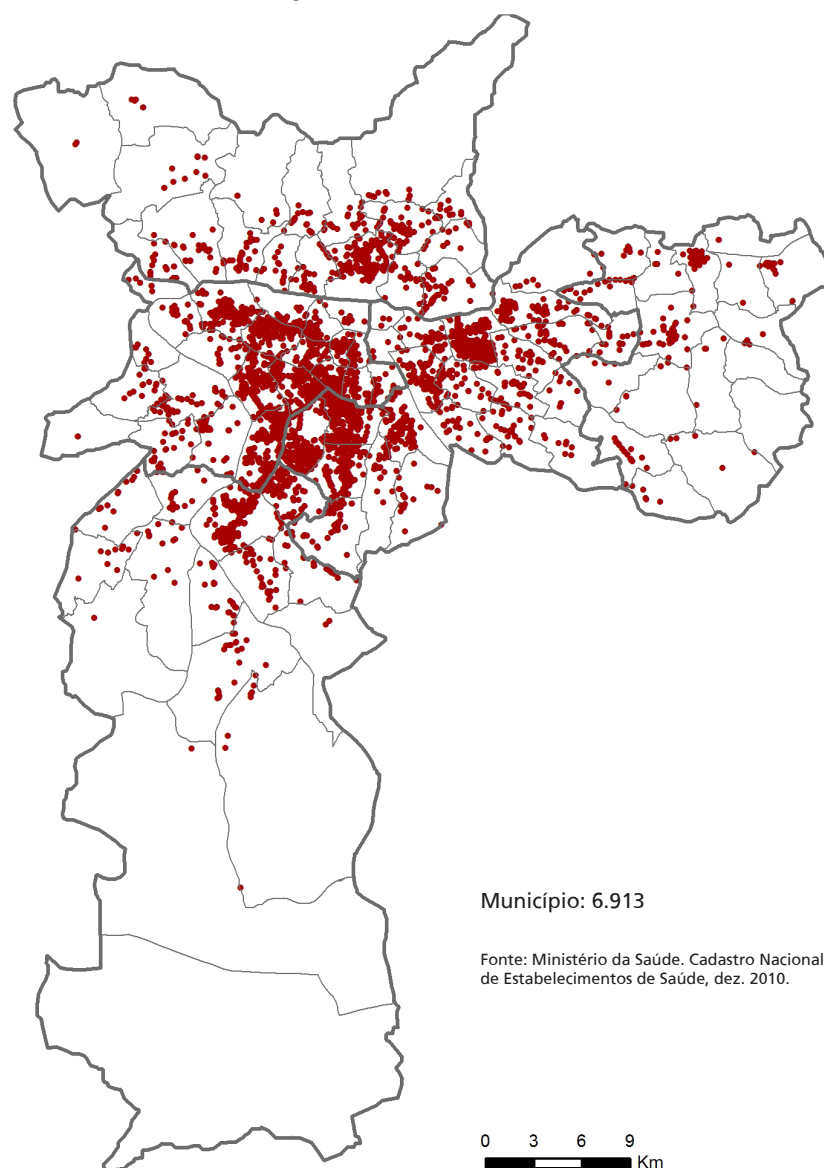 Município: 6.913
Fonte: Ministério da Saúde. Cadastro Nacional
de Estabelecimentos de Saúde, dez. 2010.
0 3 6 9
Km